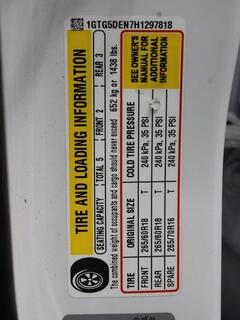 1GTG5DEN7H1297818
TIRE AND LOADING INFORMATION
SEATING CAPACITY TOTAL 5 FRONT 2 REAR 3
The combined weight of occupants and cargo should never exceed 652 kg or 1438 lbs.
TIRE ORIGINAL SIZE COLD TIRE PRESSURE
FRONT 265/60R18 T 240 kPa, 35 PSI
REAR 265/60R18 T 240 kPa, 35 PSI
SPARE 265/70R16 T 240 kPa, 35 PSI
SEE OWNER'S
MANUAL FOR
ADDITIONAL
INFORMATION